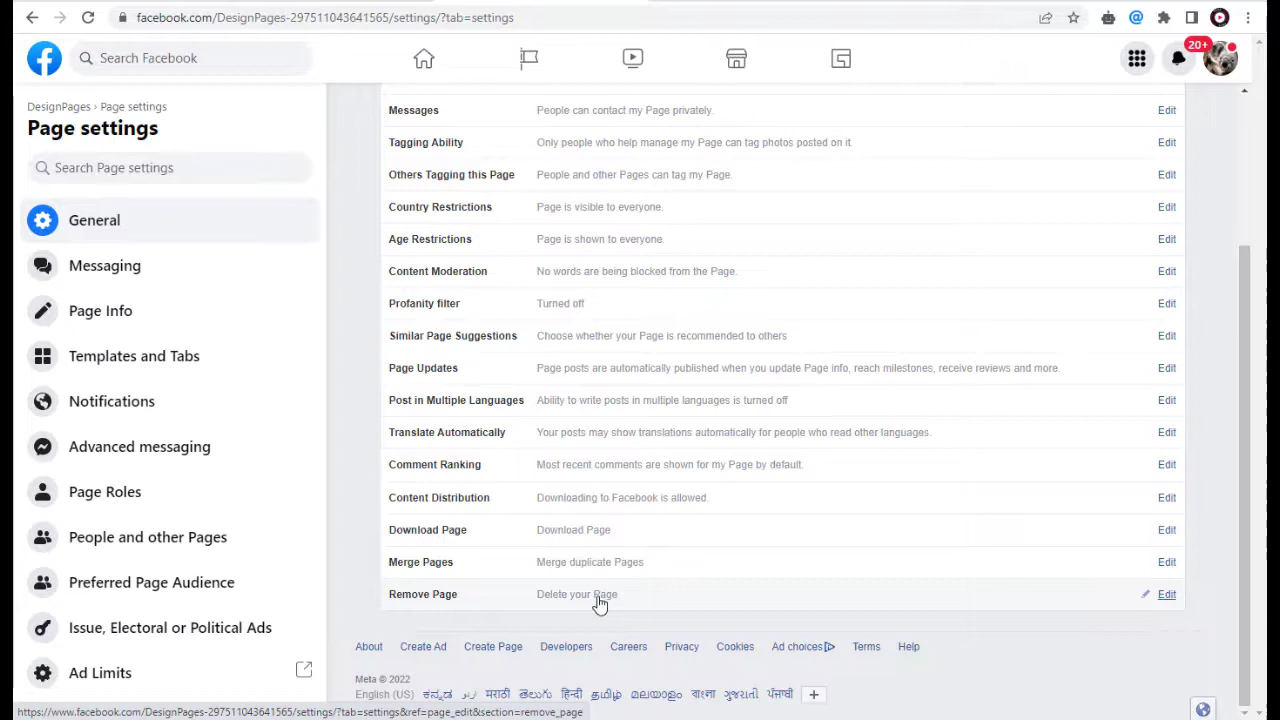 facebook.com/DesignPages-297511043641565/settings/?tab=settings
Search Facebook
20+
DesignPages › Page settings
Page settings
Search Page settings
General
Messaging
Page Info
Templates and Tabs
Notifications
Advanced messaging
Page Roles
People and other Pages
Preferred Page Audience
Issue, Electoral or Political Ads
Ad Limits
Messages People can contact my Page privately. Edit
Tagging Ability Only people who help manage my Page can tag photos posted on it Edit
Others Tagging this Page People and other Pages can tag my Page. Edit
Country Restrictions Page is visible to everyone. Edit
Age Restrictions Page is shown to everyone. Edit
Content Moderation No words are being blocked from the Page. Edit
Profanity filter Turned off Edit
Similar Page Suggestions Choose whether your Page is recommended to others Edit
Page Updates Page posts are automatically published when you update Page info, reach milestones, receive reviews and more. Edit
Post in Multiple Languages Ability to write posts in multiple languages is turned off Edit
Translate Automatically Your posts may show translations automatically for people who read other languages. Edit
Comment Ranking Most recent comments are shown for my Page by default. Edit
Content Distribution Downloading to Facebook is allowed. Edit
Download Page Download Page Edit
Merge Pages Merge duplicate Pages Edit
Remove Page Delete your Page Edit
About Create Ad Create Page Developers Careers Privacy Cookies Ad choices Terms Help
Meta © 2022
English (US) ಕನ್ನಡ اردو मराठी తెలుగు हिन्दी தமிழ் മലയാളം বাংলা ગુજરાતી ਪੰਜਾਬੀ +
https://www.facebook.com/DesignPages-297511043641565/settings/?tab=settings&ref=page_edit&section=remove_page